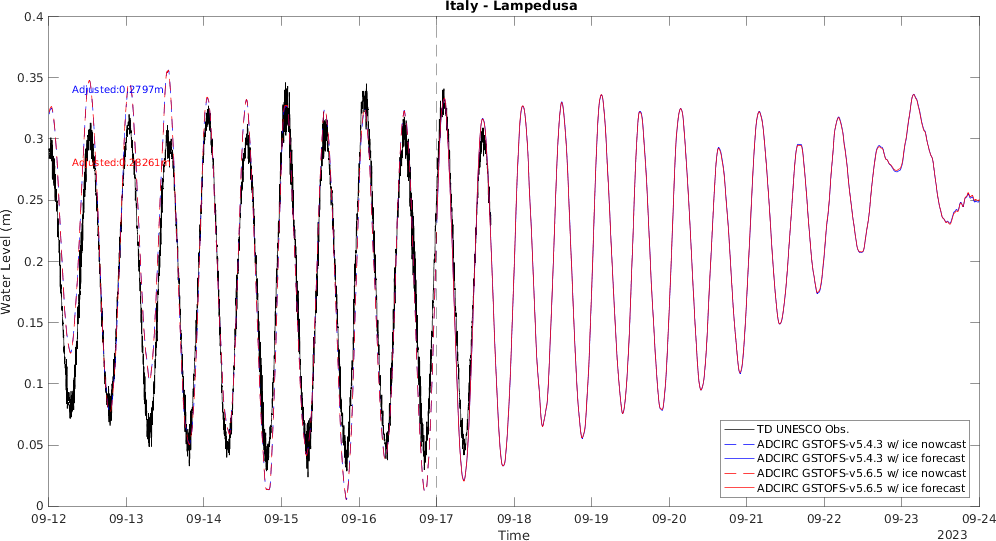 Italy - Lampedusa
0.4
0.35
0.3
0.25
0.2
0.15
0.1
0.05
0
Water Level (m)
Adjusted:0.2797m
Adjusted:0.28261m
TD UNESCO Obs.
ADCIRC GSTOFS-v5.4.3 w/ ice nowcast
ADCIRC GSTOFS-v5.4.3 w/ ice forecast
ADCIRC GSTOFS-v5.6.5 w/ ice nowcast
ADCIRC GSTOFS-v5.6.5 w/ ice forecast
09-12 09-13 09-14 09-15 09-16 09-17 09-18 09-19 09-20 09-21 09-22 09-23 09-24
Time
2023